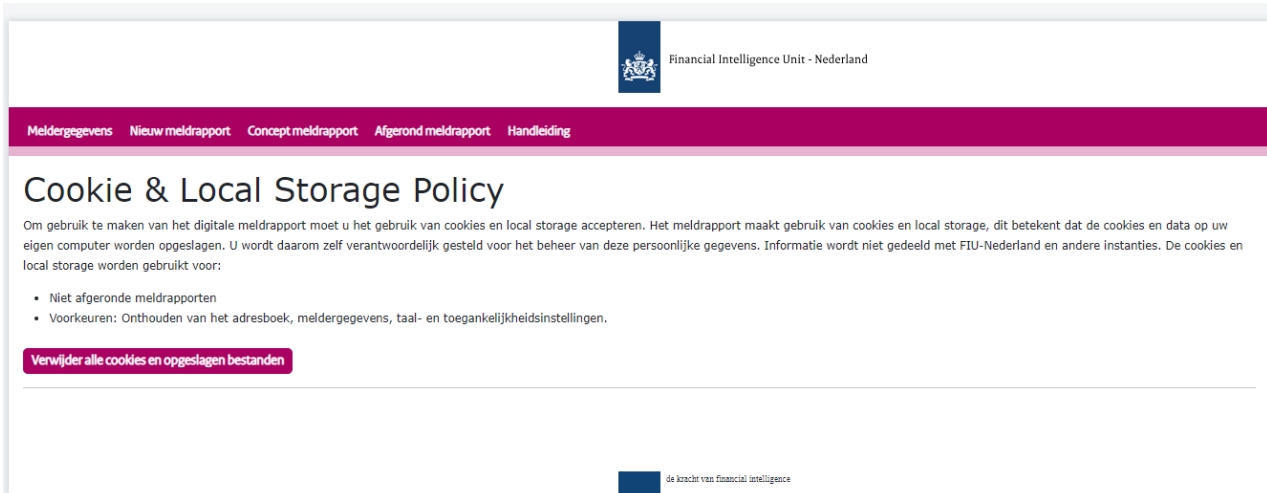 Financial Intelligence Unit - Nederland
Meldergegevens Nieuw meldrapport Concept meldrapport Afgerond meldrapport Handleiding
Cookie & Local Storage Policy
Om gebruik te maken van het digitale meldrapport moet u het gebruik van cookies en local storage accepteren. Het meldrapport maakt gebruik van cookies en local storage, dit betekent dat de cookies en data op uw
eigen computer worden opgeslagen. U wordt daarom zelf verantwoordelijk gesteld voor het beheer van deze persoonlijke gegevens. Informatie wordt niet gedeeld met FIU-Nederland en andere instanties. De cookies en
local storage worden gebruikt voor:
• Niet afgeronde meldrapporten
• Voorkeuren: Onthouden van het adresboek, meldergegevens, taal- en toegankelijkheidsinstellingen.
Verwijder alle cookies en opgeslagen bestanden
de kracht van financial intelligence